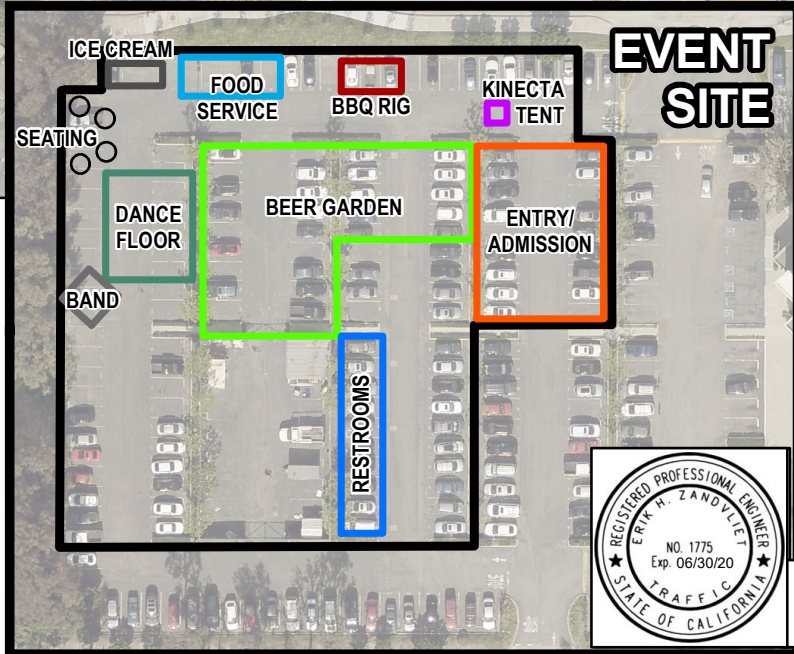 EVENT
SITE
ICE CREAM
FOOD
SERVICE
BBQ RIG
KINECTA
TENT
SEATING
DANCE
FLOOR
BEER GARDEN
ENTRY/
ADMISSION
BAND
RESTROOMS
REGISTERED PROFESSIONAL ENGINEER
ERIK H. ZANDVLIET
NO. 1775
Exp. 06/30/20
TRAFFIC
STATE OF CALIFORNIA